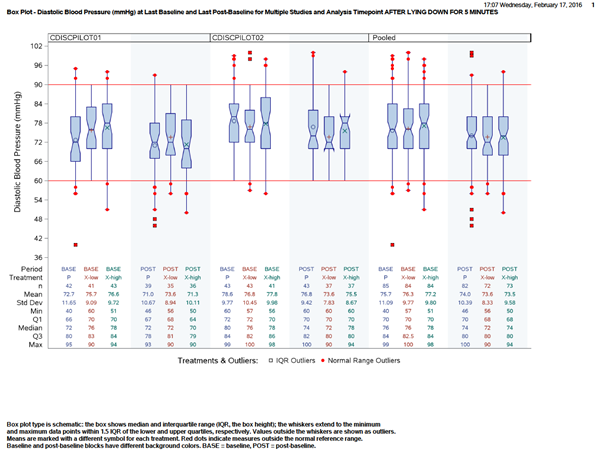 17:07 Wednesday, February 17, 2016 1
Box Plot - Diastolic Blood Pressure (mmHg) at Last Baseline and Last Post-Baseline for Multiple Studies and Analysis Timepoint AFTER LYING DOWN FOR 5 MINUTES
CDISCPILOT01 CDISCPILOT02 Pooled
102
96
90
84
78
72
66
60
54
48
42
36
Diastolic Blood Pressure (mmHg)
Period BASE BASE BASE POST POST POST BASE BASE BASE POST POST POST BASE BASE BASE POST POST POST
Treatment P X-low X-high P X-low X-high P X-low X-high P X-low X-high P X-low X-high P X-low X-high
n 42 41 43 39 35 36 43 43 41 43 37 37 85 84 84 82 72 73
Mean 72.7 75.7 76.6 71.0 73.6 71.3 78.6 76.8 77.8 76.8 73.6 75.5 75.7 76.3 77.2 74.0 73.6 73.5
Std Dev 11.65 9.09 9.72 10.67 8.94 10.11 9.77 10.45 9.98 9.42 7.83 8.67 11.09 9.77 9.80 10.39 8.33 9.58
Min 40 60 51 46 56 50 60 57 56 60 60 60 40 57 51 46 56 50
Q1 66 70 70 67 68 64 72 72 70 70 70 70 70 70 70 70 68 68
Median 72 76 78 72 72 70 80 76 78 74 72 78 76 76 78 74 72 74
Q3 80 83 84 78 81 79 84 82 86 82 80 80 84 82.5 84 80 80 80
Max 95 90 94 93 90 90 99 100 98 100 90 94 99 100 98 100 90 94
Treatments & Outliers: IQR Outliers Normal Range Outliers
Box plot type is schematic: the box shows median and interquartile range (IQR, the box height); the whiskers extend to the minimum
and maximum data points within 1.5 IQR of the lower and upper quartiles, respectively. Values outside the whiskers are shown as outliers.
Means are marked with a different symbol for each treatment. Red dots indicate measures outside the normal reference range.
Baseline and post-baseline blocks have different background colors. BASE = baseline, POST = post-baseline.